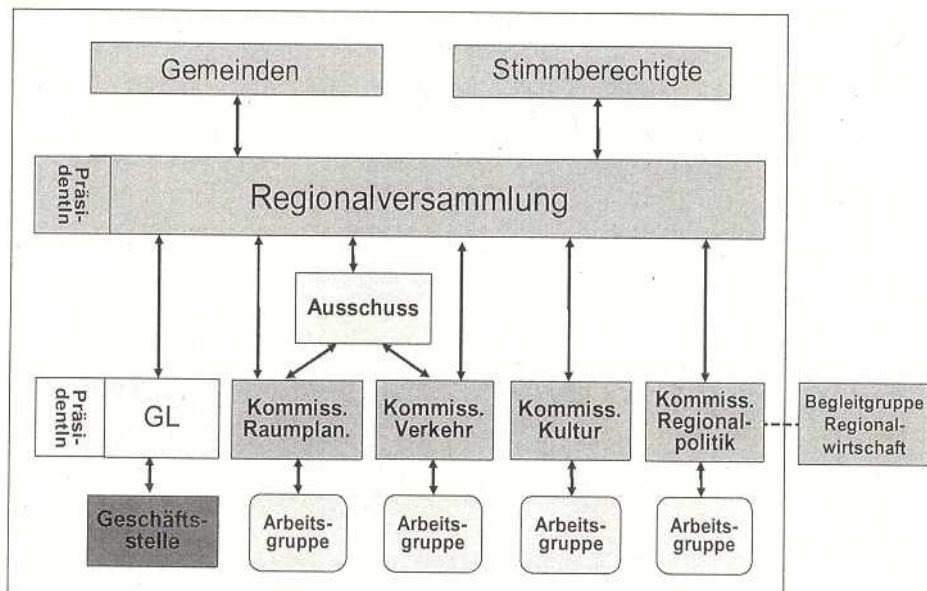 Gemeinden
Stimmberechtigte
Präsi-
dentIn
Regionalversammlung
Ausschuss
Präsi-
dentIn
GL
Kommiss.
Raumplan.
Kommiss.
Verkehr
Kommiss.
Kultur
Kommiss.
Regional-
politik
Begleitgruppe
Regional-
wirtschaft
Geschäfts-
stelle
Arbeits-
gruppe
Arbeits-
gruppe
Arbeits-
gruppe
Arbeits-
gruppe